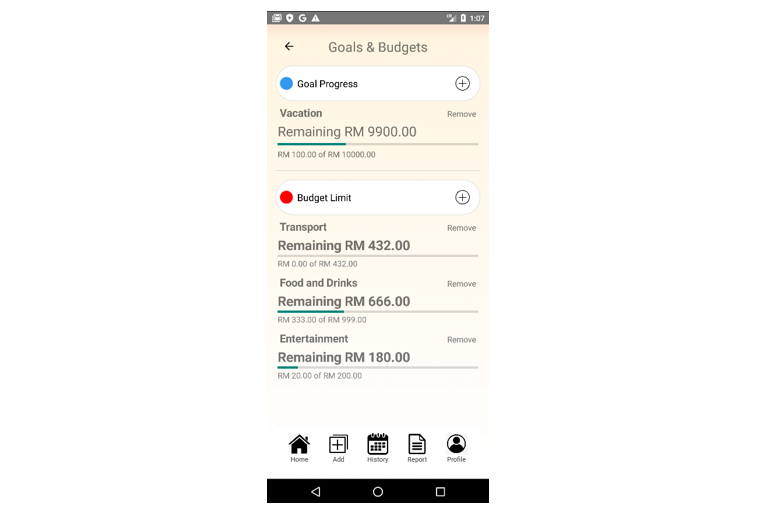 1:07
Goals & Budgets
Goal Progress
Vacation
Remove
Remaining RM 9900.00
RM 100.00 of RM 10000.00
Budget Limit
Transport
Remove
Remaining RM 432.00
RM 0.00 of RM 432.00
Food and Drinks
Remove
Remaining RM 666.00
RM 333.00 of RM 999.00
Entertainment
Remove
Remaining RM 180.00
RM 20.00 of RM 200.00
Home
Add
History
Report
Profile